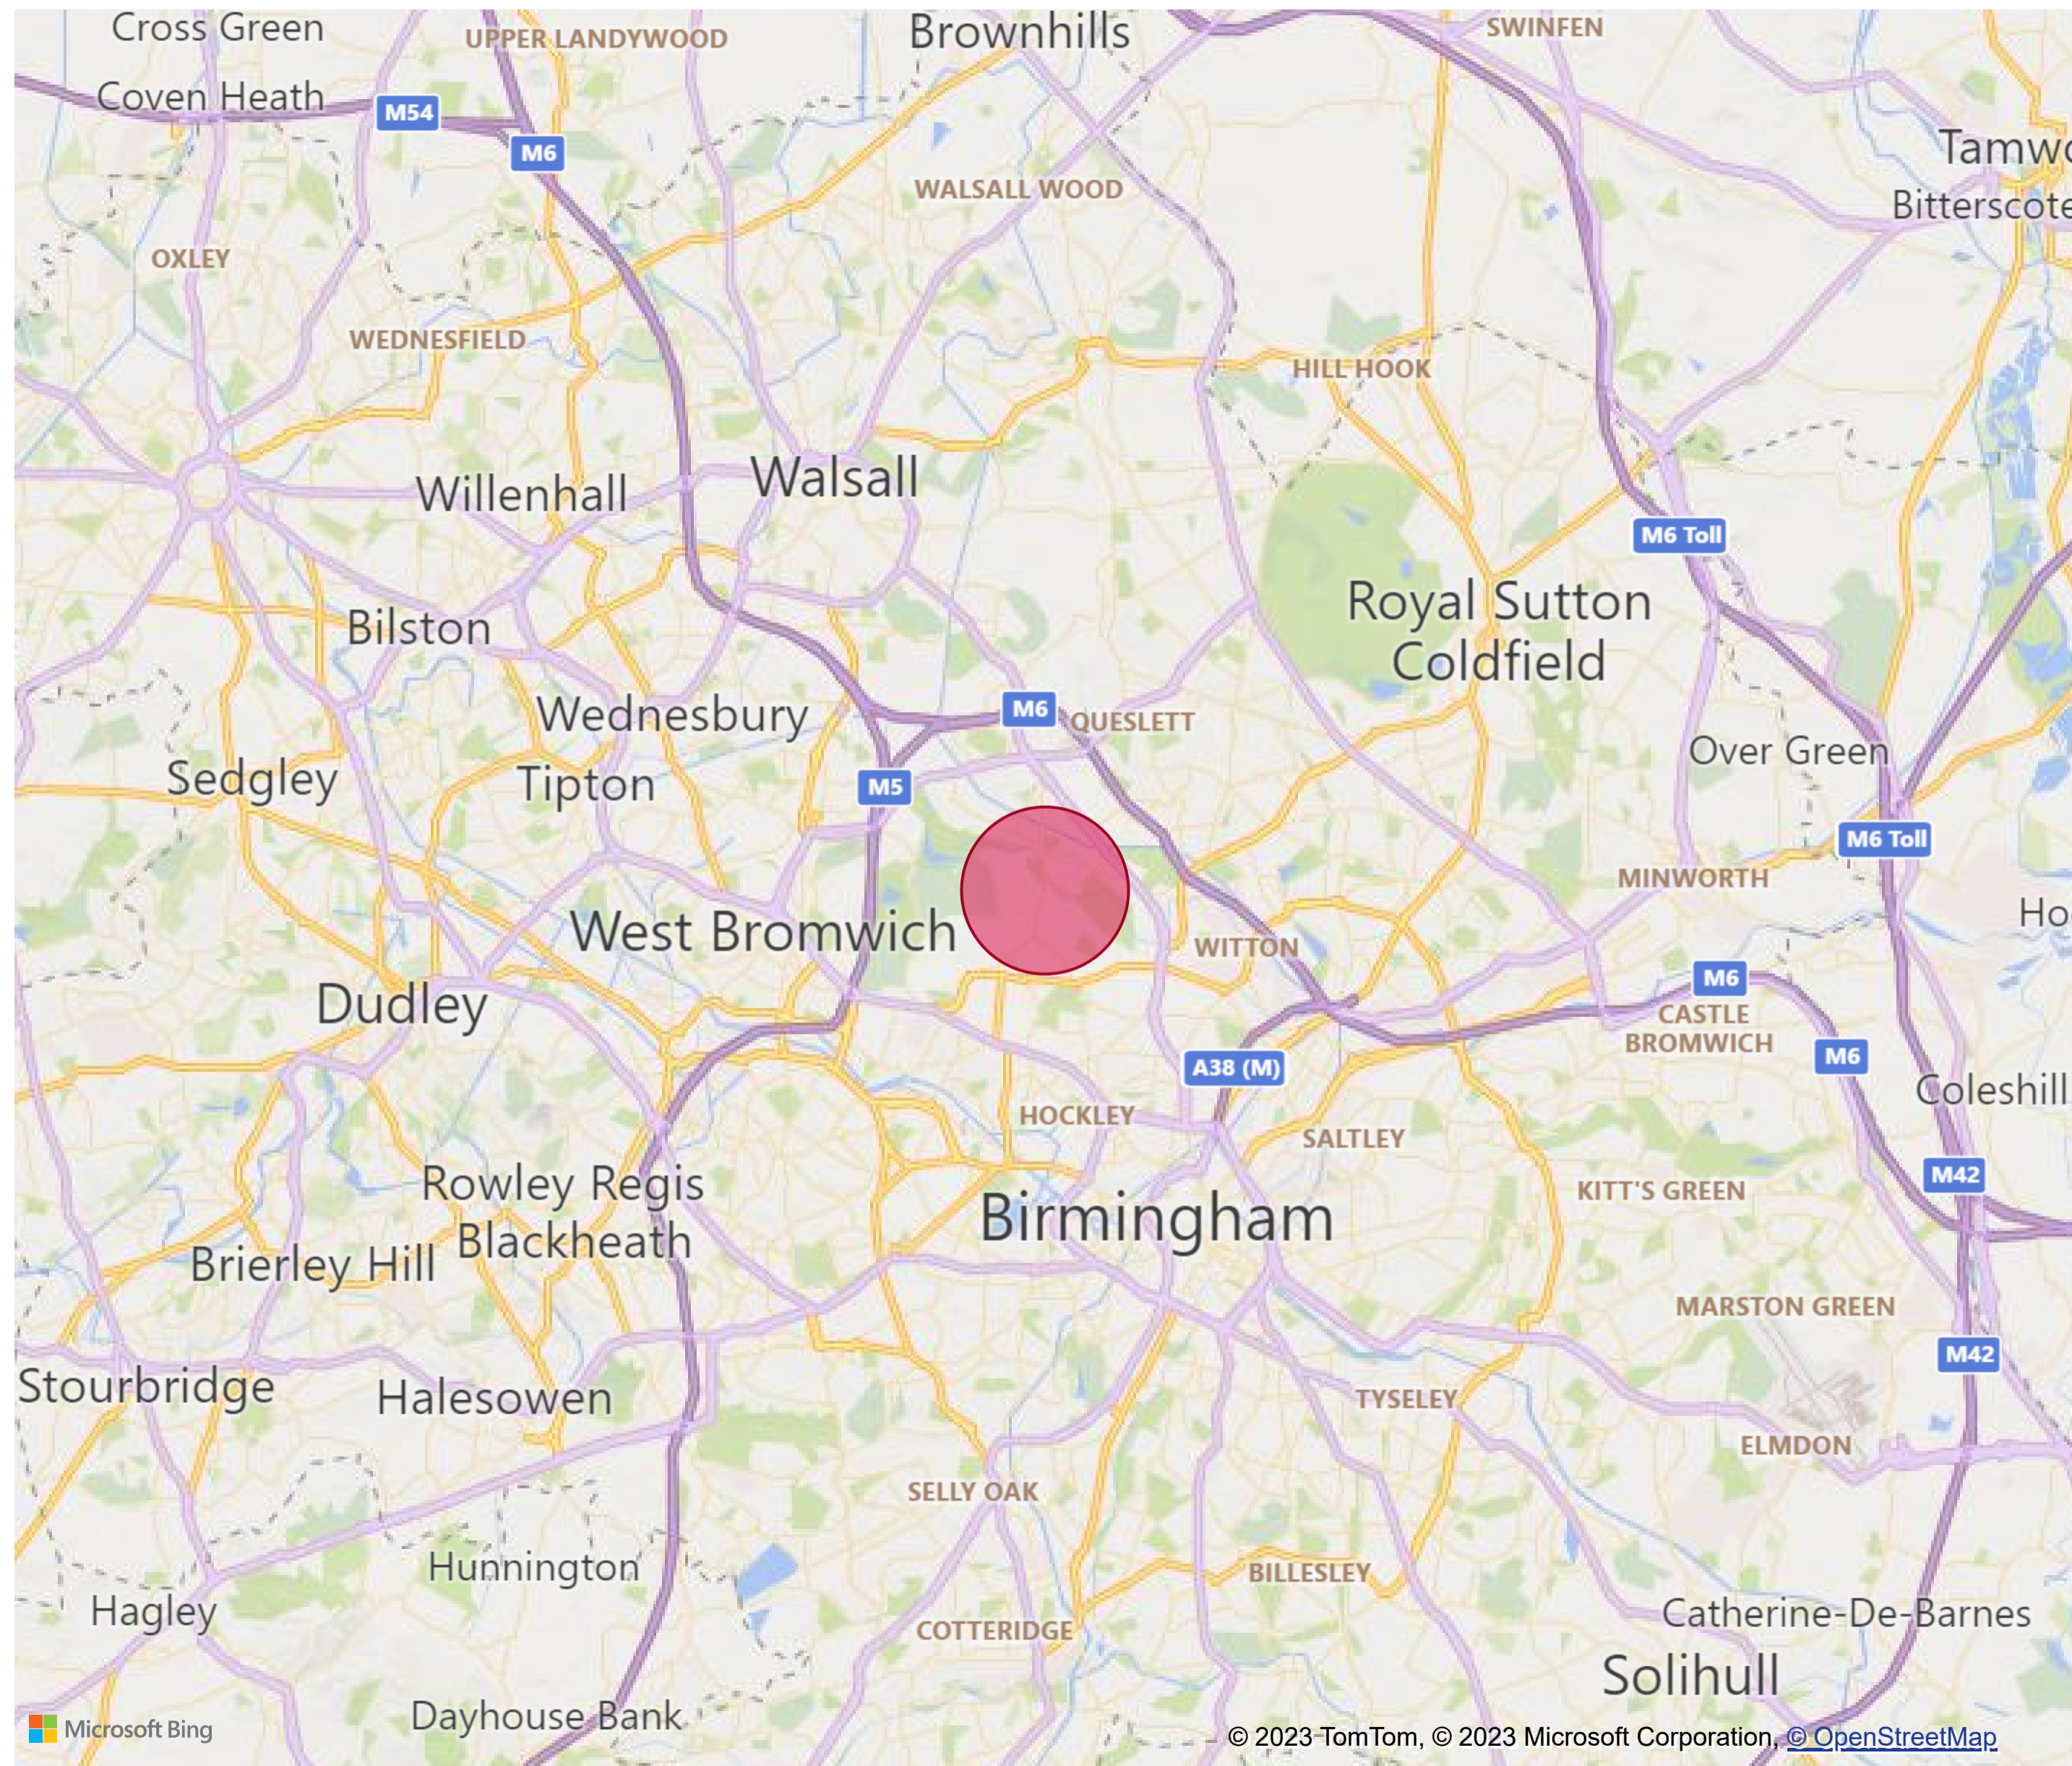 Cross Green
UPPER LANDYWOOD
Brownhills
SWINFEN
Coven Heath
M54
M6
Tamwo
WALSALL WOOD
Bitterscote
OXLEY
WEDNESFIELD
HILL HOOK
Willenhall
Walsall
M6 Toll
Royal Sutton
Coldfield
Bilston
Wednesbury
M6
QUESLETT
Over Green
Sedgley
Tipton
M5
M6 Toll
MINWORTH
Ho
West Bromwich
WITTON
M6
Dudley
CASTLE
BROMWICH
M6
A38 (M)
Coleshill
HOCKLEY
SALTLEY
M42
Rowley Regis
KITT'S GREEN
Birmingham
Blackheath
Brierley Hill
MARSTON GREEN
M42
Stourbridge
Halesowen
TYSELEY
ELMDON
SELLY OAK
Hunnington
BILLESLEY
Hagley
COTTERIDGE
Catherine-De-Barnes
Solihull
Dayhouse Bank
Microsoft Bing
© 2023 TomTom, © 2023 Microsoft Corporation, © OpenStreetMap